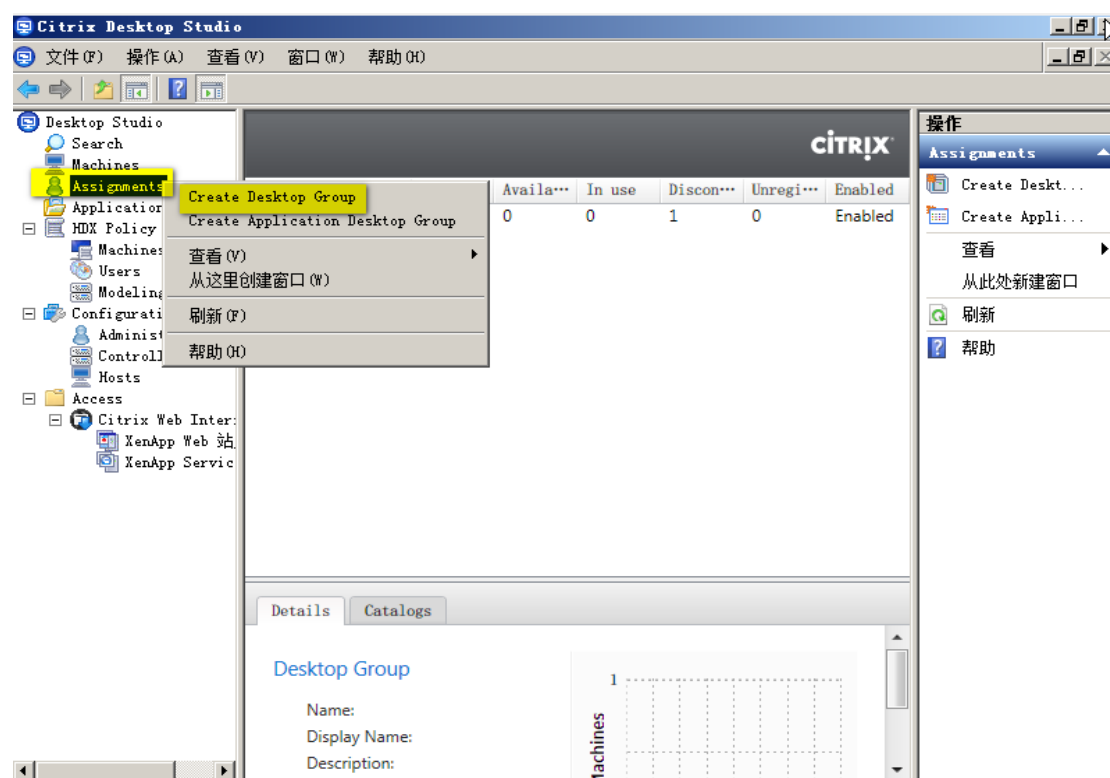 Citrix Desktop Studio
文件(F) 操作(A) 查看(V) 窗口(W) 帮助(H)
Desktop Studio
Search
Machines
Assignments
Application
HDX Policy
Machines
Users
Modeling
Configurati
Administ
Controll
Hosts
Access
Citrix Web Inter
XenApp Web 站
XenApp Servic
Create Desktop Group
Create Application Desktop Group
查看(V)
从这里创建窗口(W)
刷新(F)
帮助(H)
CITRIX
Availa… In use Discon… Unregi… Enabled
0 0 1 0 Enabled
Details Catalogs
Desktop Group
Name:
Display Name:
Description:
1
Machines
操作
Assignments
Create Deskt...
Create Appli...
查看
从此处新建窗口
刷新
帮助